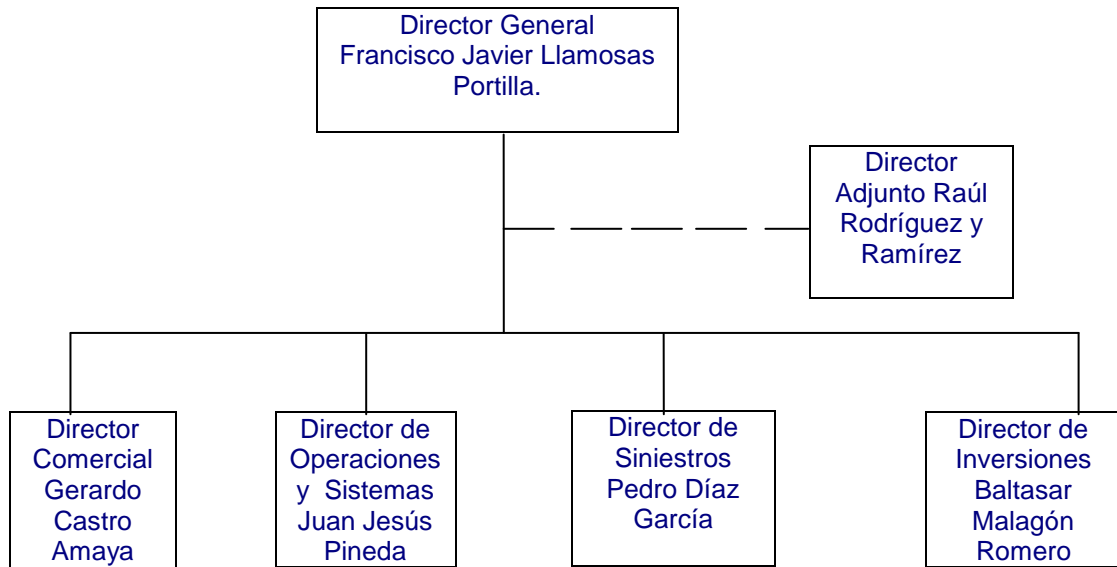 Director General
Francisco Javier Llamosas
Portilla.
Director
Adjunto Raúl
Rodríguez y
Ramírez
Director
Comercial
Gerardo
Castro
Amaya
Director de
Operaciones
y Sistemas
Juan Jesús
Pineda
Director de
Siniestros
Pedro Díaz
García
Director de
Inversiones
Baltasar
Malagón
Romero